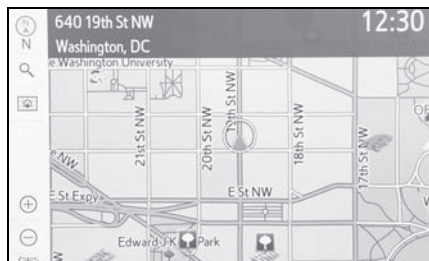 640 19th St NW
12:30
Washington, DC
N
e Washington University
21st St NW
20th St NW
19th St NW
18th St NW
17th St NW
e NW
E St Expy
E St NW
Edward J K Park